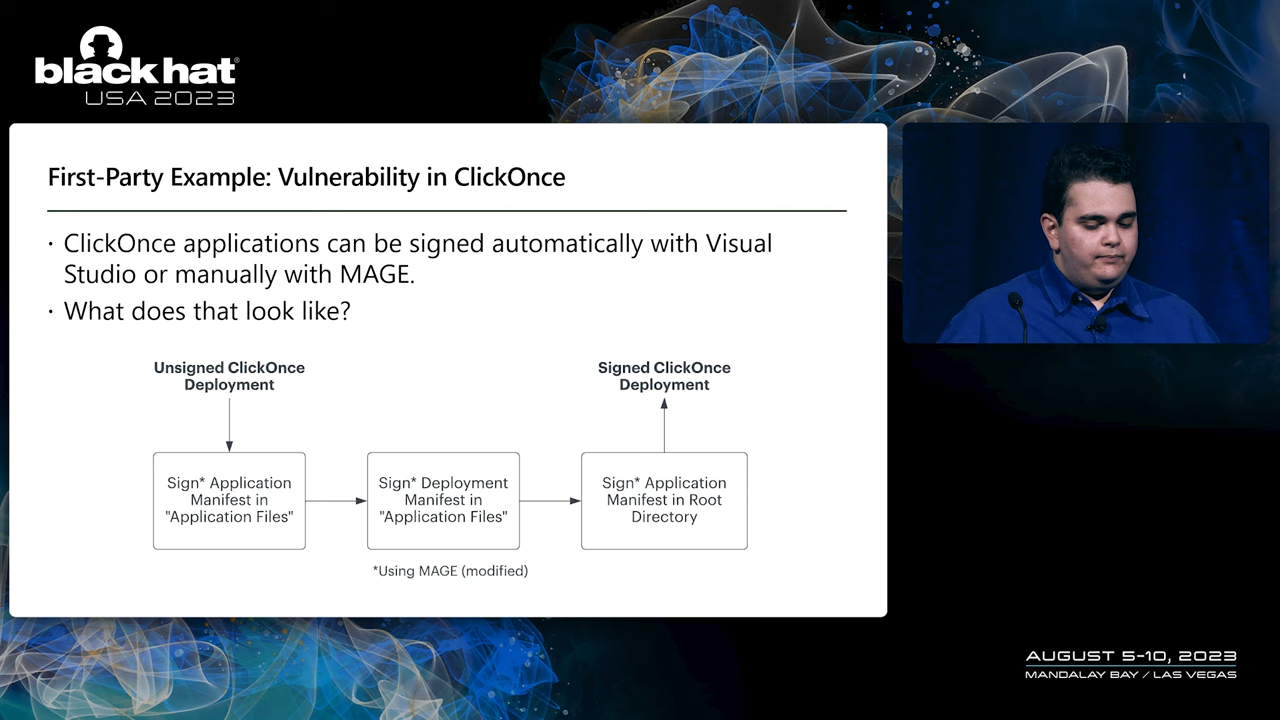 black hat®
USA 2023
First-Party Example: Vulnerability in ClickOnce
· ClickOnce applications can be signed automatically with Visual
Studio or manually with MAGE.
· What does that look like?
Unsigned ClickOnce
Deployment
Signed ClickOnce
Deployment
Sign* Application
Manifest in
"Application Files"
Sign* Deployment
Manifest in
"Application Files"
Sign* Application
Manifest in Root
Directory
*Using MAGE (modified)
AUGUST 5-10, 2023
MANDALAY BAY / LAS VEGAS